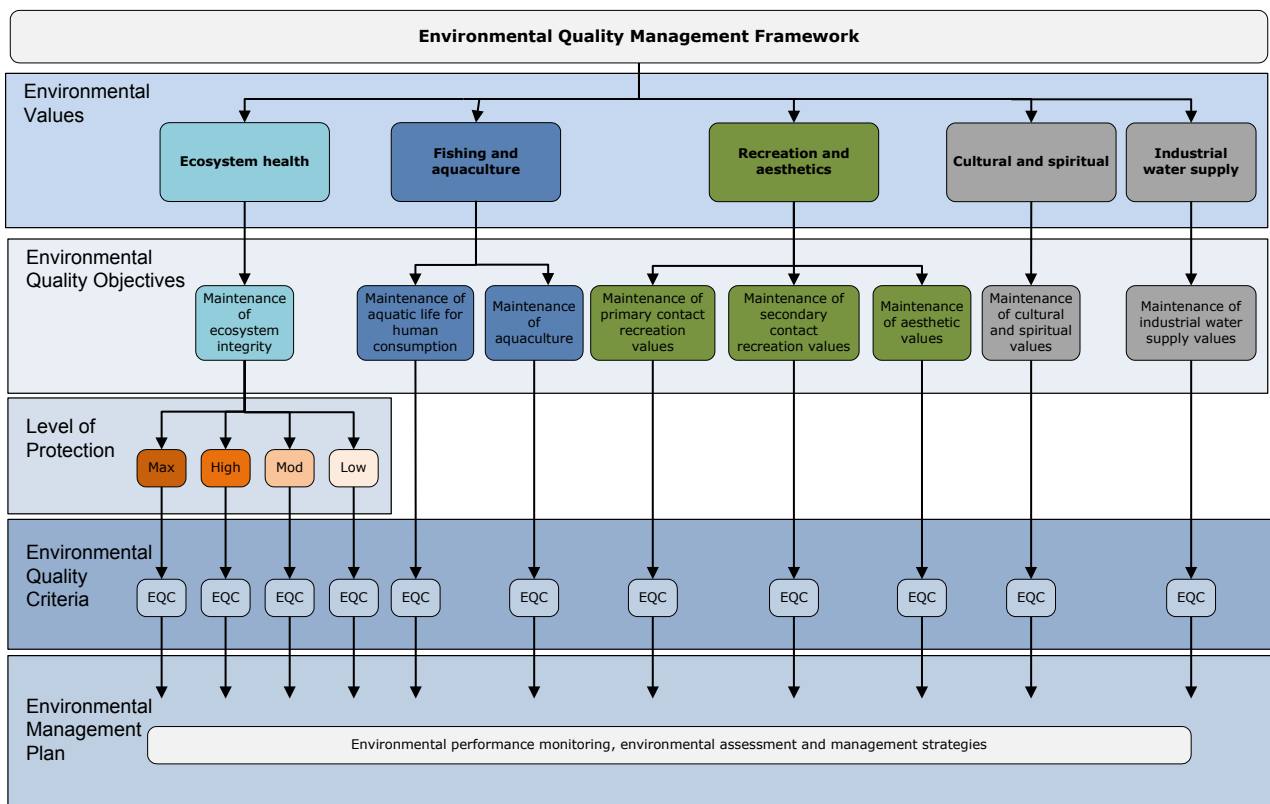 Environmental Quality Management Framework
Environmental
Values
Ecosystem health
Fishing and
aquaculture
Recreation and
aesthetics
Cultural and spiritual
Industrial
water supply
Environmental
Quality Objectives
Maintenance
of
ecosystem
integrity
Maintenance of
aquatic life for
human
consumption
Maintenance
of
aquaculture
Maintenance of
primary contact
recreation
values
Maintenance of
secondary
contact
recreation values
Maintenance
of aesthetic
values
Maintenance
of cultural
and spiritual
values
Maintenance of
industrial water
supply values
Level of
Protection
Max
High
Mod
Low
Environmental
Quality
Criteria
EQC
EQC
EQC
EQC
EQC
EQC
EQC
EQC
EQC
EQC
EQC
Environmental
Management
Plan
Environmental performance monitoring, environmental assessment and management strategies